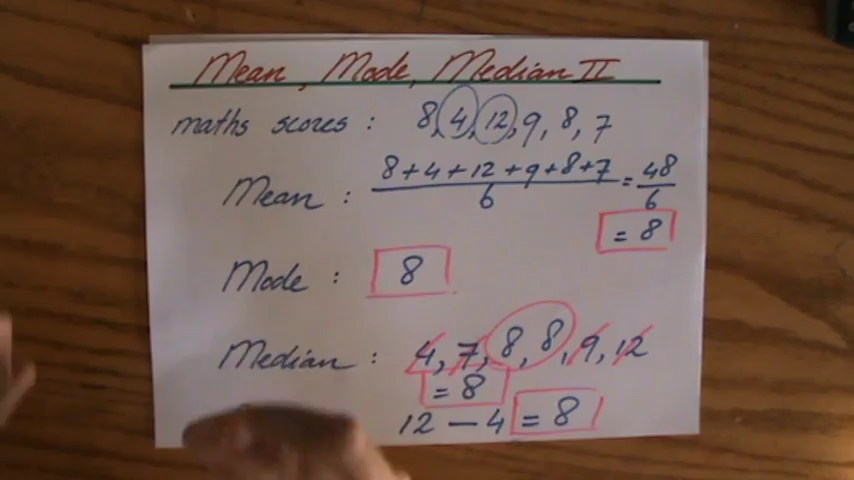 Mean, Mode, Median II
maths scores : 8, 4, 12, 9, 8, 7
Mean : 8+4+12+9+8+7 / 6 = 48 / 6
= 8
Mode : 8
Median : 4, 7, 8, 8, 9, 12
= 8
12 — 4 = 8